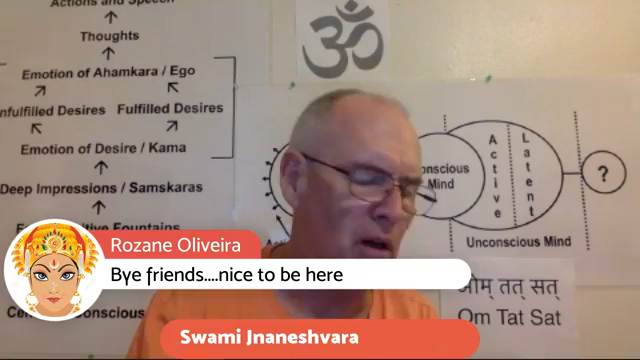 Actions and Speech
Thoughts
Emotion of Ahamkara / Ego
nfulfilled Desires Fulfilled Desires
Emotion of Desire / Kama
Deep Impressions / Samskaras
ॐ
onscious
Mind
Active
Latent
?
Unconscious Mind
Rozane Oliveira
Bye friends....nice to be here
ओम् तत् सत्
Om Tat Sat
Swami Jnaneshvara